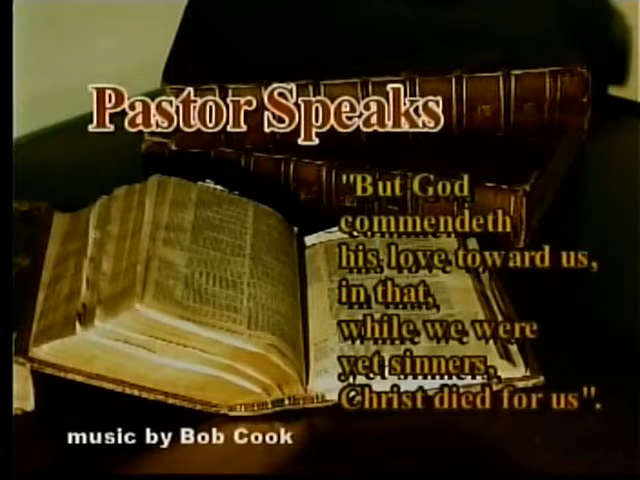 Pastor Speaks
"But God
commendeth
his love toward us,
in that,
while we were
yet sinners,
Christ died for us".
music by Bob Cook